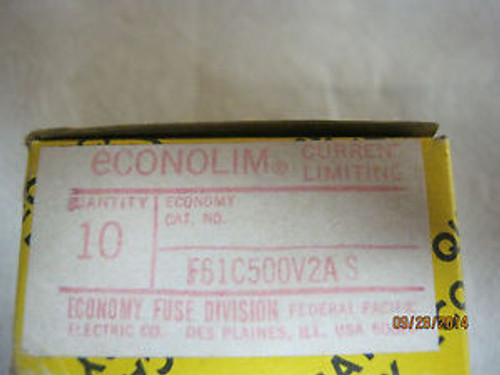 ECONOLIM® CURRENT
LIMITING
QUANTITY
10
ECONOMY
CAT. NO.
F61C500V2A S
ECONOMY FUSE DIVISION FEDERAL PACIFIC
ELECTRIC CO. DES PLAINES, ILL. USA
09/23/2014